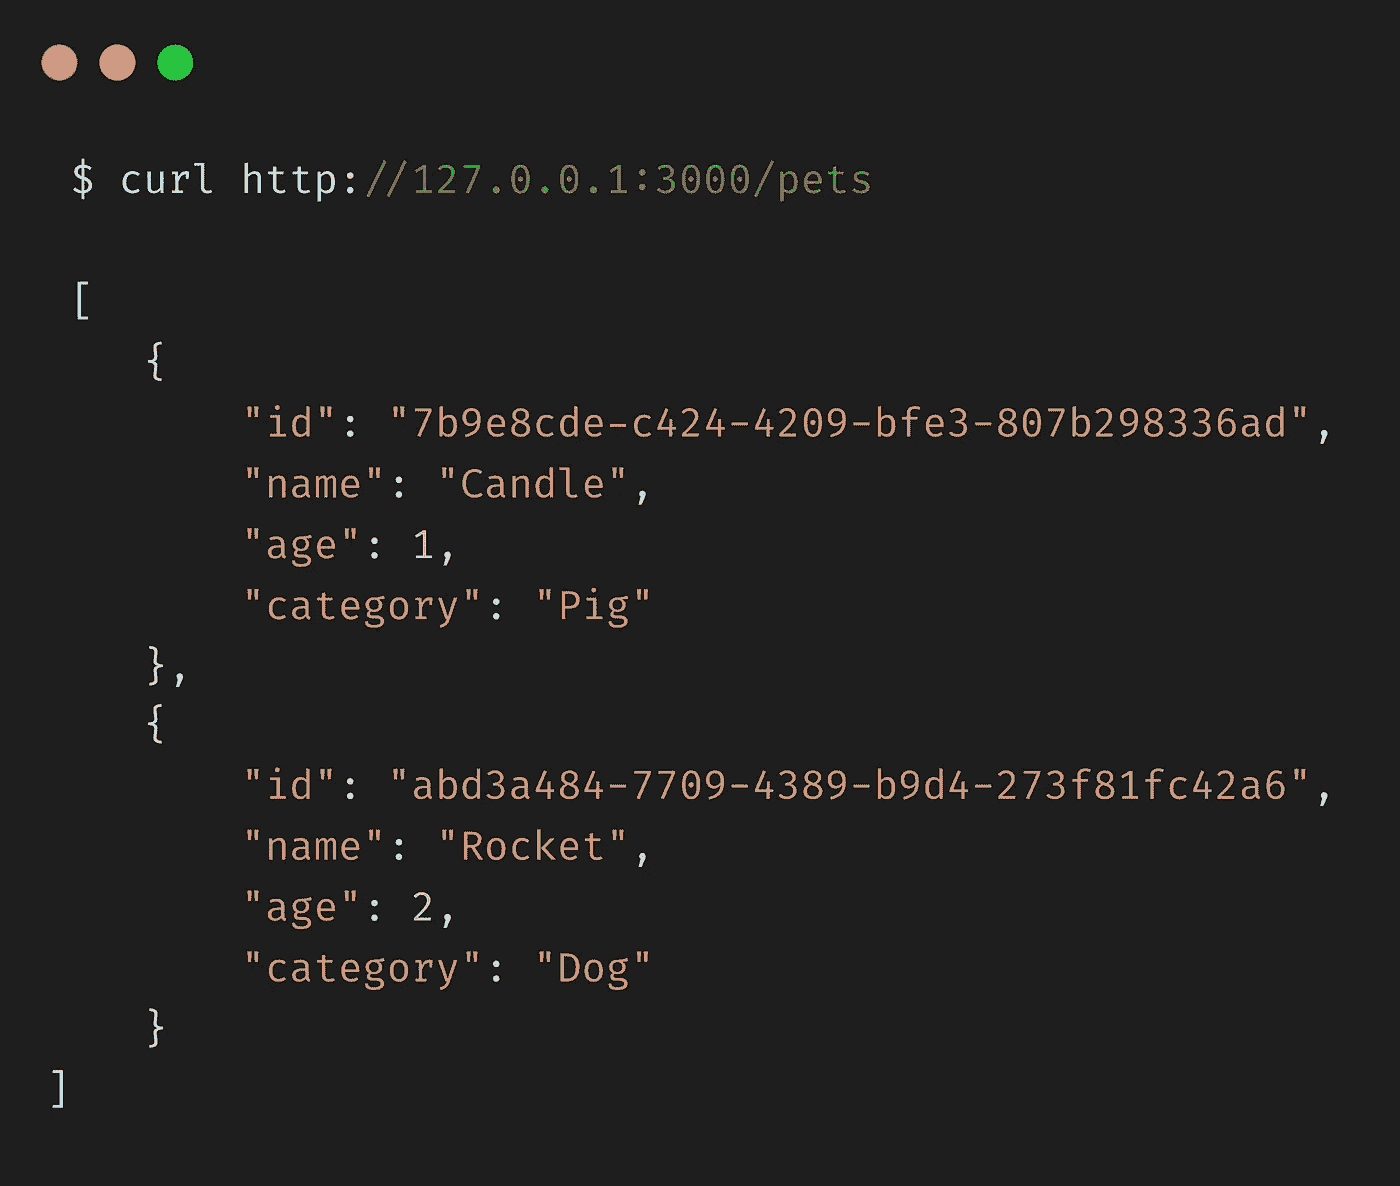 $ curl http://127.0.0.1:3000/pets
[
{
"id": "7b9e8cde-c424-4209-bfe3-807b298336ad",
"name": "Candle",
"age": 1,
"category": "Pig"
},
{
"id": "abd3a484-7709-4389-b9d4-273f81fc42a6",
"name": "Rocket",
"age": 2,
"category": "Dog"
}
]